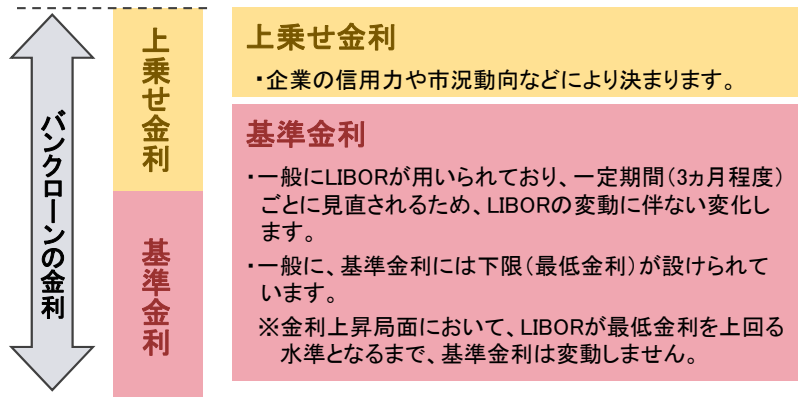 バンクローンの金利
上乗せ金利
基準金利
上乗せ金利
・企業の信用力や市況動向などにより決まります。
基準金利
・一般にLIBORが用いられており、一定期間(3ヵ月程度)
ごとに見直されるため、LIBORの変動に伴ない変化し
ます。
・一般に、基準金利には下限(最低金利)が設けられて
います。
※金利上昇局面において、LIBORが最低金利を上回る
水準となるまで、基準金利は変動しません。